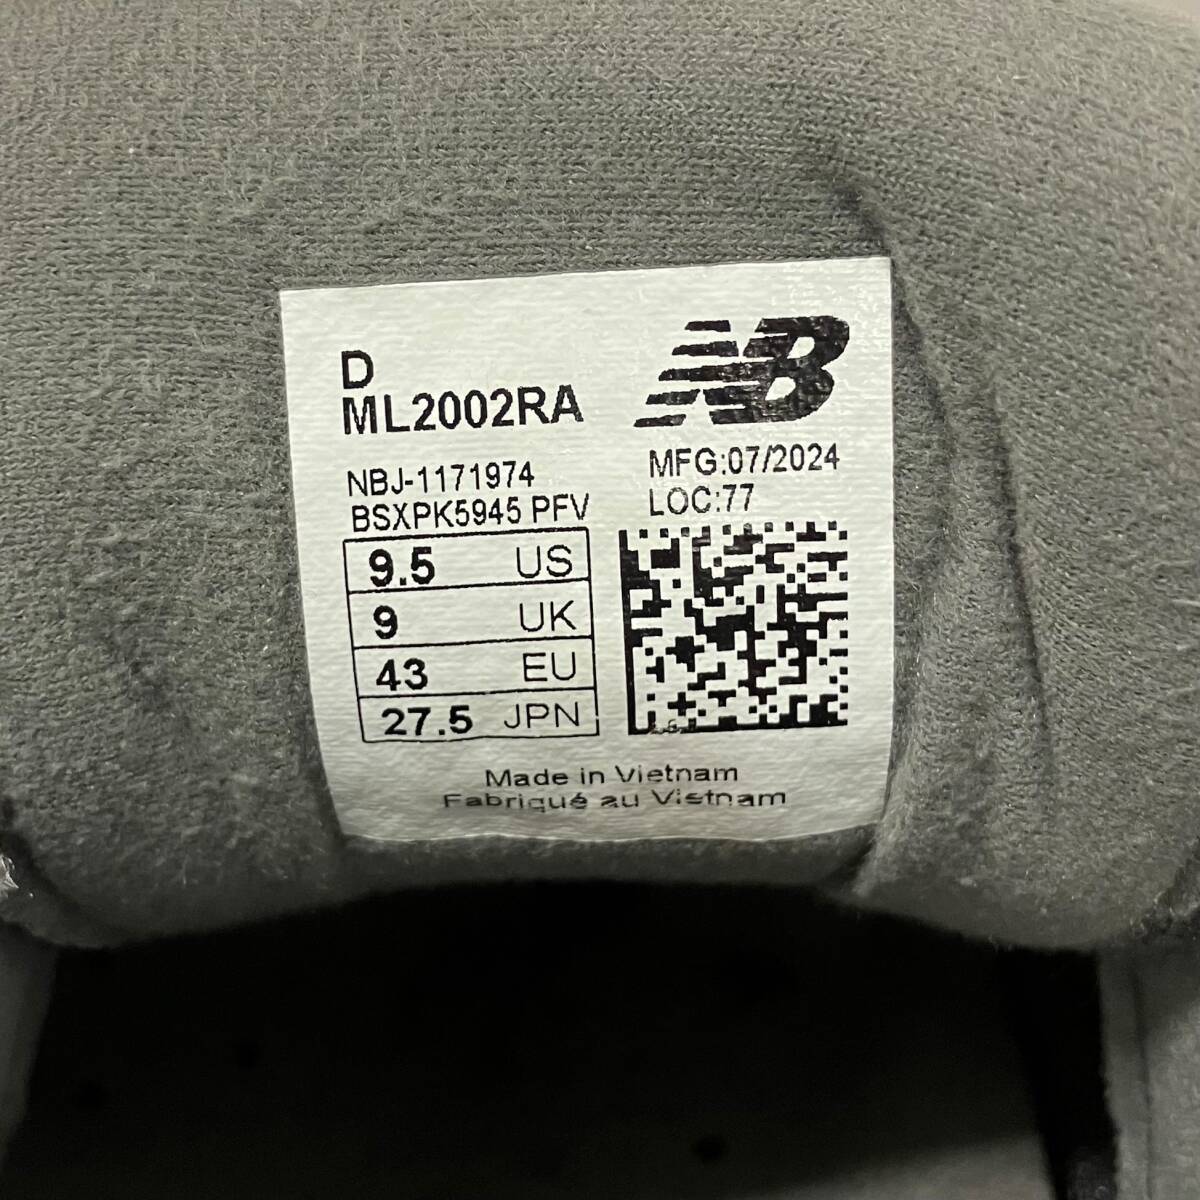 D
ML2002RA
NB
NBJ-1171974
BSXPK5945 PFV
MFG:07/2024
LOC:77
9.5 US
9 UK
43 EU
27.5 JPN
Made in Vietnam
Fabriqué au Vietnam